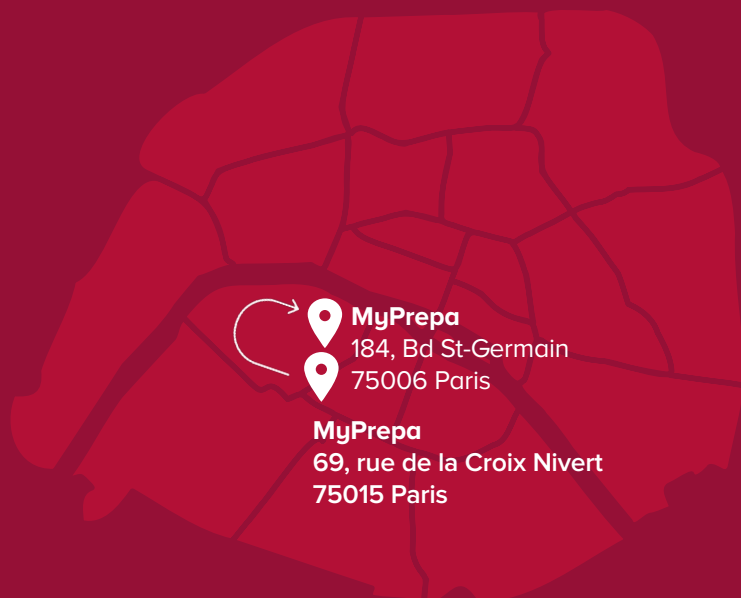 MyPrepa
184, Bd St-Germain
75006 Paris
MyPrepa
69, rue de la Croix Nivert
75015 Paris